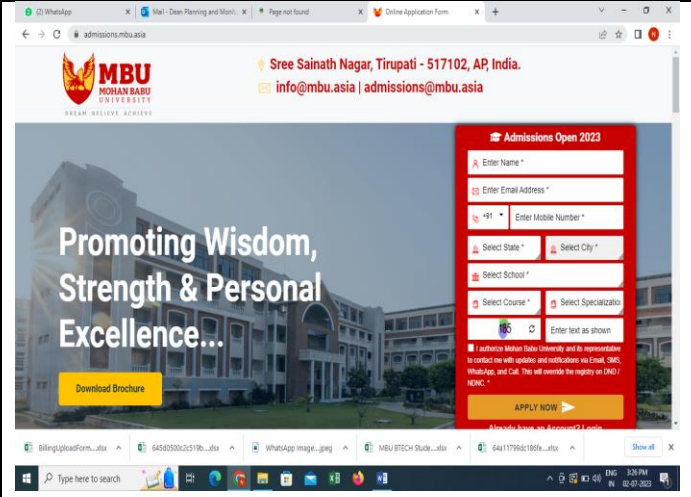 (2) WhatsApp
Mail - Dean Planning and Monit
Page not found
Online Application Form
admissions.mbu.asia
MBU
MOHAN BABU
UNIVERSITY
DREAM. BELIEVE. ACHIEVE
Sree Sainath Nagar, Tirupati - 517102, AP, India.
info@mbu.asia | admissions@mbu.asia
Promoting Wisdom,
Strength & Personal
Excellence...
Download Brochure
Admissions Open 2023
Enter Name *
Enter Email Address *
+91 Enter Mobile Number *
Select State * Select City *
Select School *
Select Course * Select Specializatio
185 Enter text as shown
I authorize Mohan Babu University and its representative
to contact me with updates and notifications via Email, SMS,
WhatsApp, and Call. This will override the registry on DND /
NDNC. *
APPLY NOW
Already have an Account? Login
BillingUploadForm....xlsx
645d0500c2c519b....xlsx
WhatsApp Image....jpeg
MBU BTECH Stude....xlsx
64a11799dc186fe....xlsx
Show all
Type here to search
ENG 3:26 PM
IN 02-07-2023